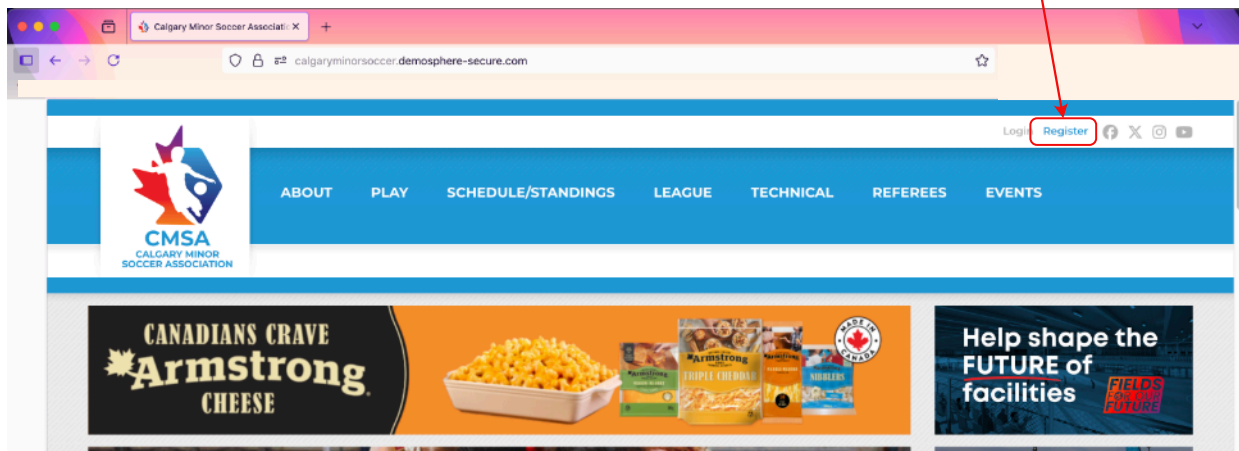 Calgary Minor Soccer Associatio
calgaryminorsoccer.demosphere-secure.com
Login Register
ABOUT PLAY SCHEDULE/STANDINGS LEAGUE TECHNICAL REFEREES EVENTS
CMSA
CALGARY MINOR
SOCCER ASSOCIATION
CANADIANS CRAVE
Armstrong
CHEESE
MADE IN
CANADA
Armstrong
TRIPLE CHEDDAR
NIBBLERS
Help shape the
FUTURE of
facilities
FIELDS
FOR OUR
FUTURE